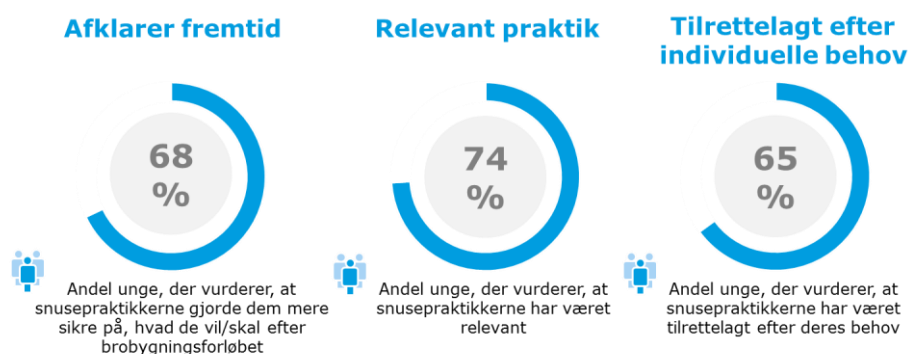 Afklarer fremtid
68
%
Andel unge, der vurderer, at
snusepraktikkerne gjorde dem mere
sikre på, hvad de vil/skal efter
brobygningsforløbet
Relevant praktik
74
%
Andel unge, der vurderer, at
snusepraktikkerne har været
relevant
Tilrettelagt efter
individuelle behov
65
%
Andel unge, der vurderer, at
snusepraktikkerne har været
tilrettelagt efter deres behov